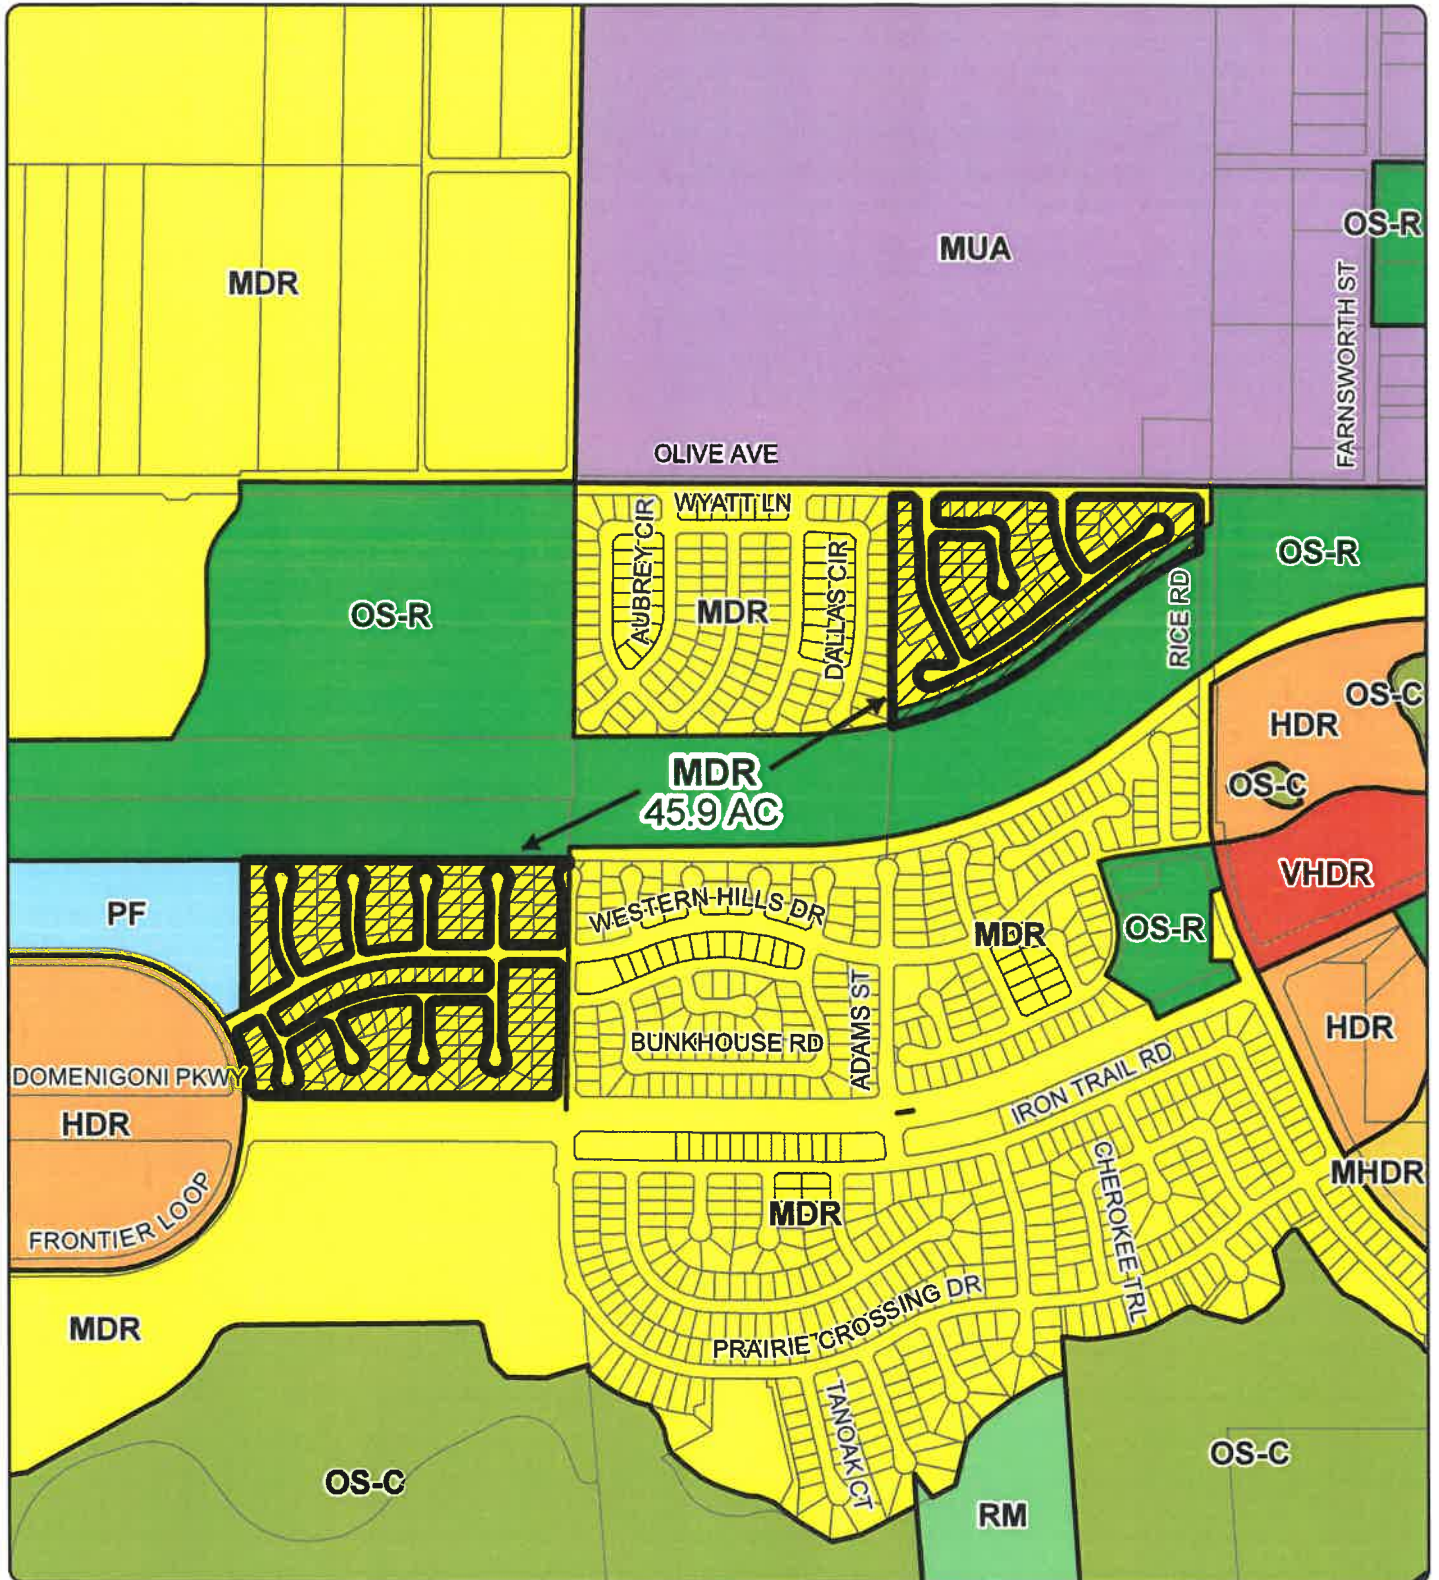 OS-R
MUA
MDR
FARNSWORTH ST
OLIVE AVE
WYATT LN
AUBREY CIR
DALLAS CIR
OS-R
MDR
OS-R
RICE RD
OS-C
HDR
MDR
45.9 AC
OS-C
VHDR
PF
WESTERN HILLS DR
MDR
OS-R
ADAMS ST
HDR
BUNKHOUSE RD
DOMENIGONI PKWY
IRON TRAIL RD
HDR
CHEROKEE TRL
MHDR
FRONTIER LOOP
MDR
MDR
PRAIRIE CROSSING DR
TANOAK CT
OS-C
OS-C
RM